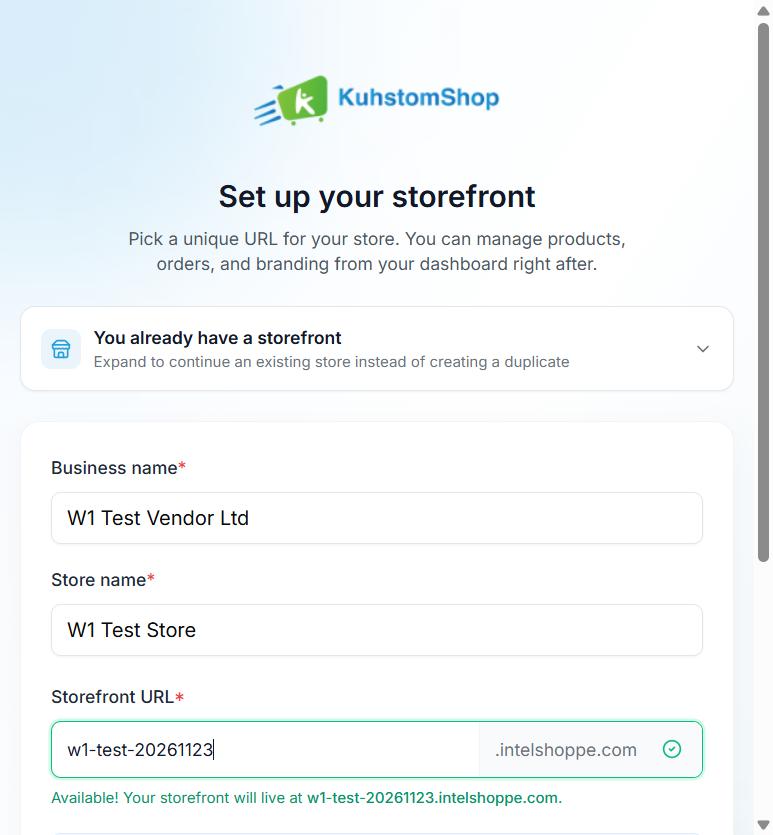 KuhstomShop
Set up your storefront
Pick a unique URL for your store. You can manage products,
orders, and branding from your dashboard right after.
You already have a storefront
Expand to continue an existing store instead of creating a duplicate
Business name*
W1 Test Vendor Ltd
Store name*
W1 Test Store
Storefront URL*
w1-test-20261123 .intelshoppe.com
Available! Your storefront will live at w1-test-20261123.intelshoppe.com.